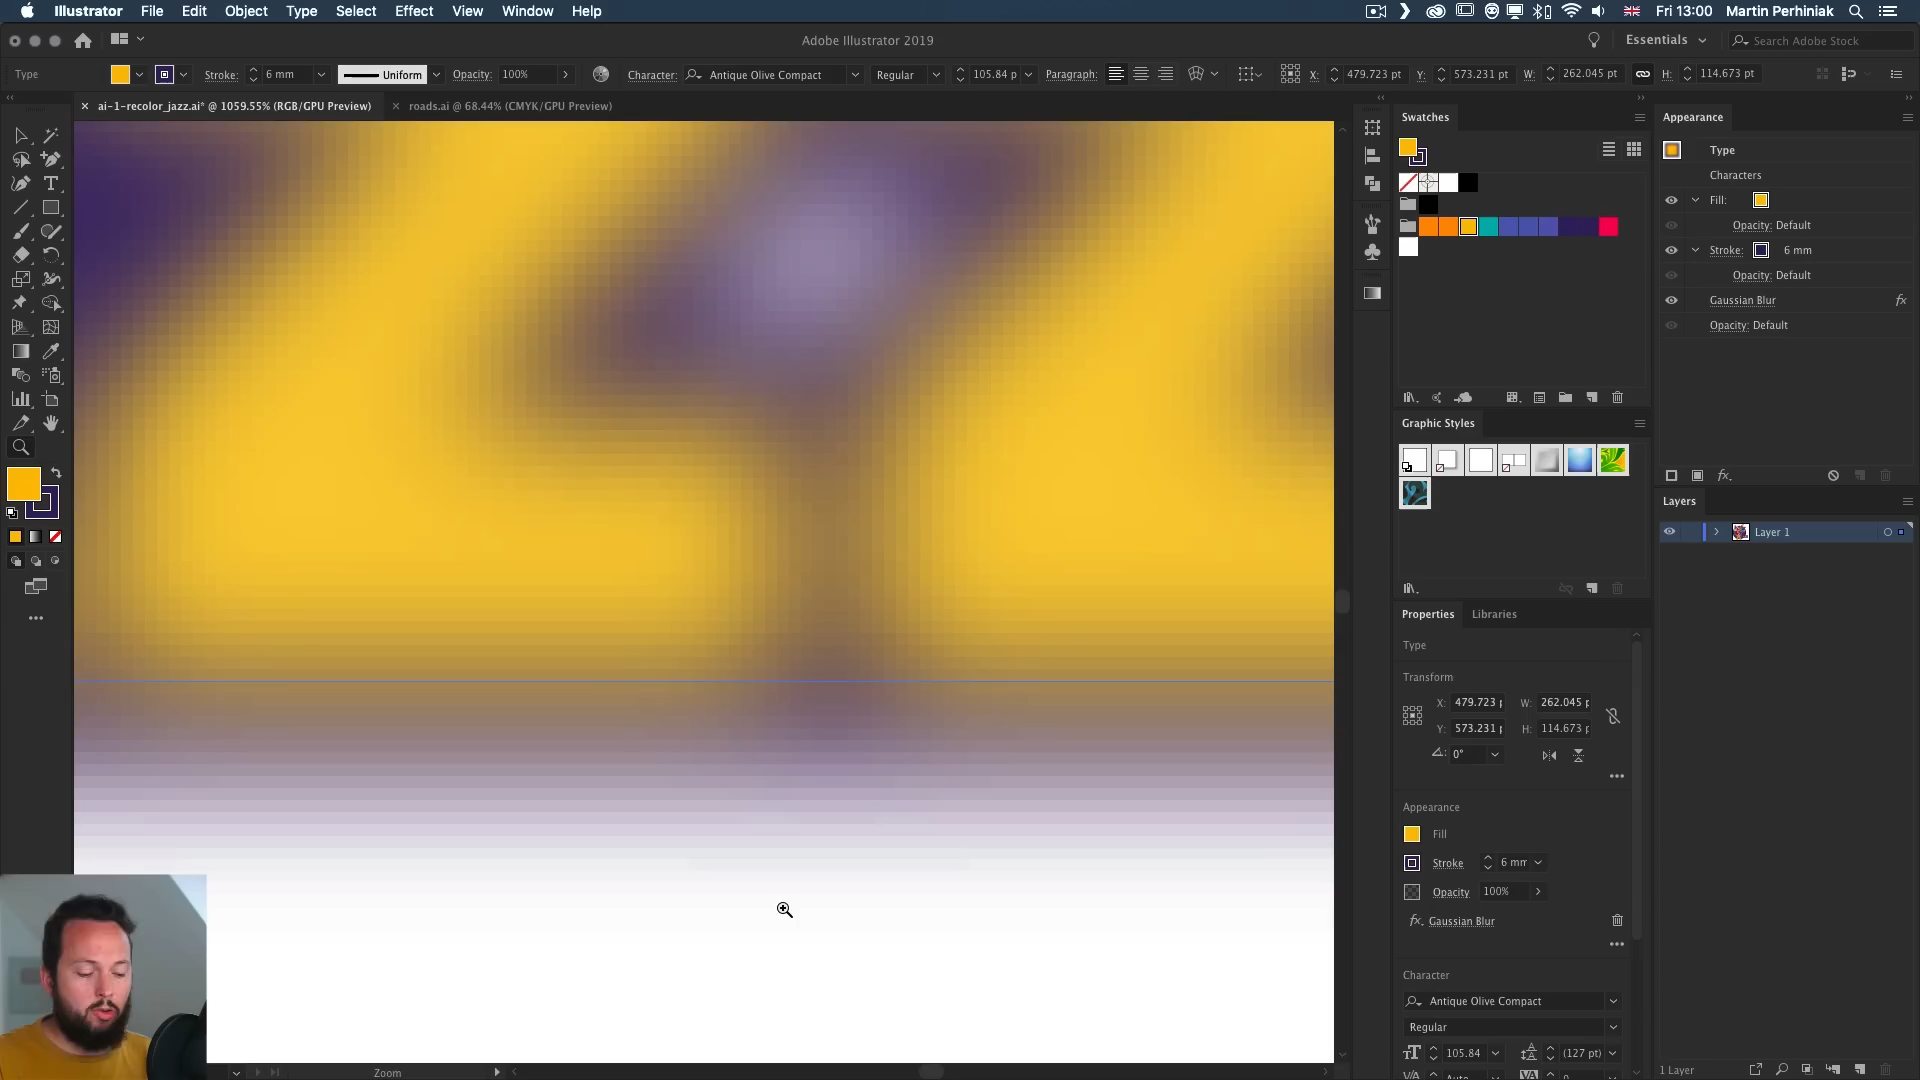 Illustrator File Edit Object Type Select Effect View Window Help Fri 13:00 Martin Perhiniak
Adobe Illustrator 2019 Essentials Search Adobe Stock
Type Stroke: 6 mm Uniform Opacity: 100% Character: Antique Olive Compact Regular 105.84 p Paragraph: X: 479.723 pt Y: 573.231 pt W: 262.045 pt H: 114.673 pt
ai-1-recolor_jazz.ai* @ 1059.55% (RGB/GPU Preview) roads.ai @ 68.44% (CMYK/GPU Preview)
Swatches
Graphic Styles
Properties Libraries
Type
Transform
X: 479.723 W: 262.045
Y: 573.231 H: 114.673
0°
Appearance
Fill
Stroke 6 mm
Opacity 100%
fx Gaussian Blur
Character
Antique Olive Compact
Regular
105.84 (127 pt)
Appearance
Type
Characters
Fill:
Opacity: Default
Stroke: 6 mm
Opacity: Default
Gaussian Blur fx
Opacity: Default
fx
Layers
Layer 1
1 Layer
Zoom